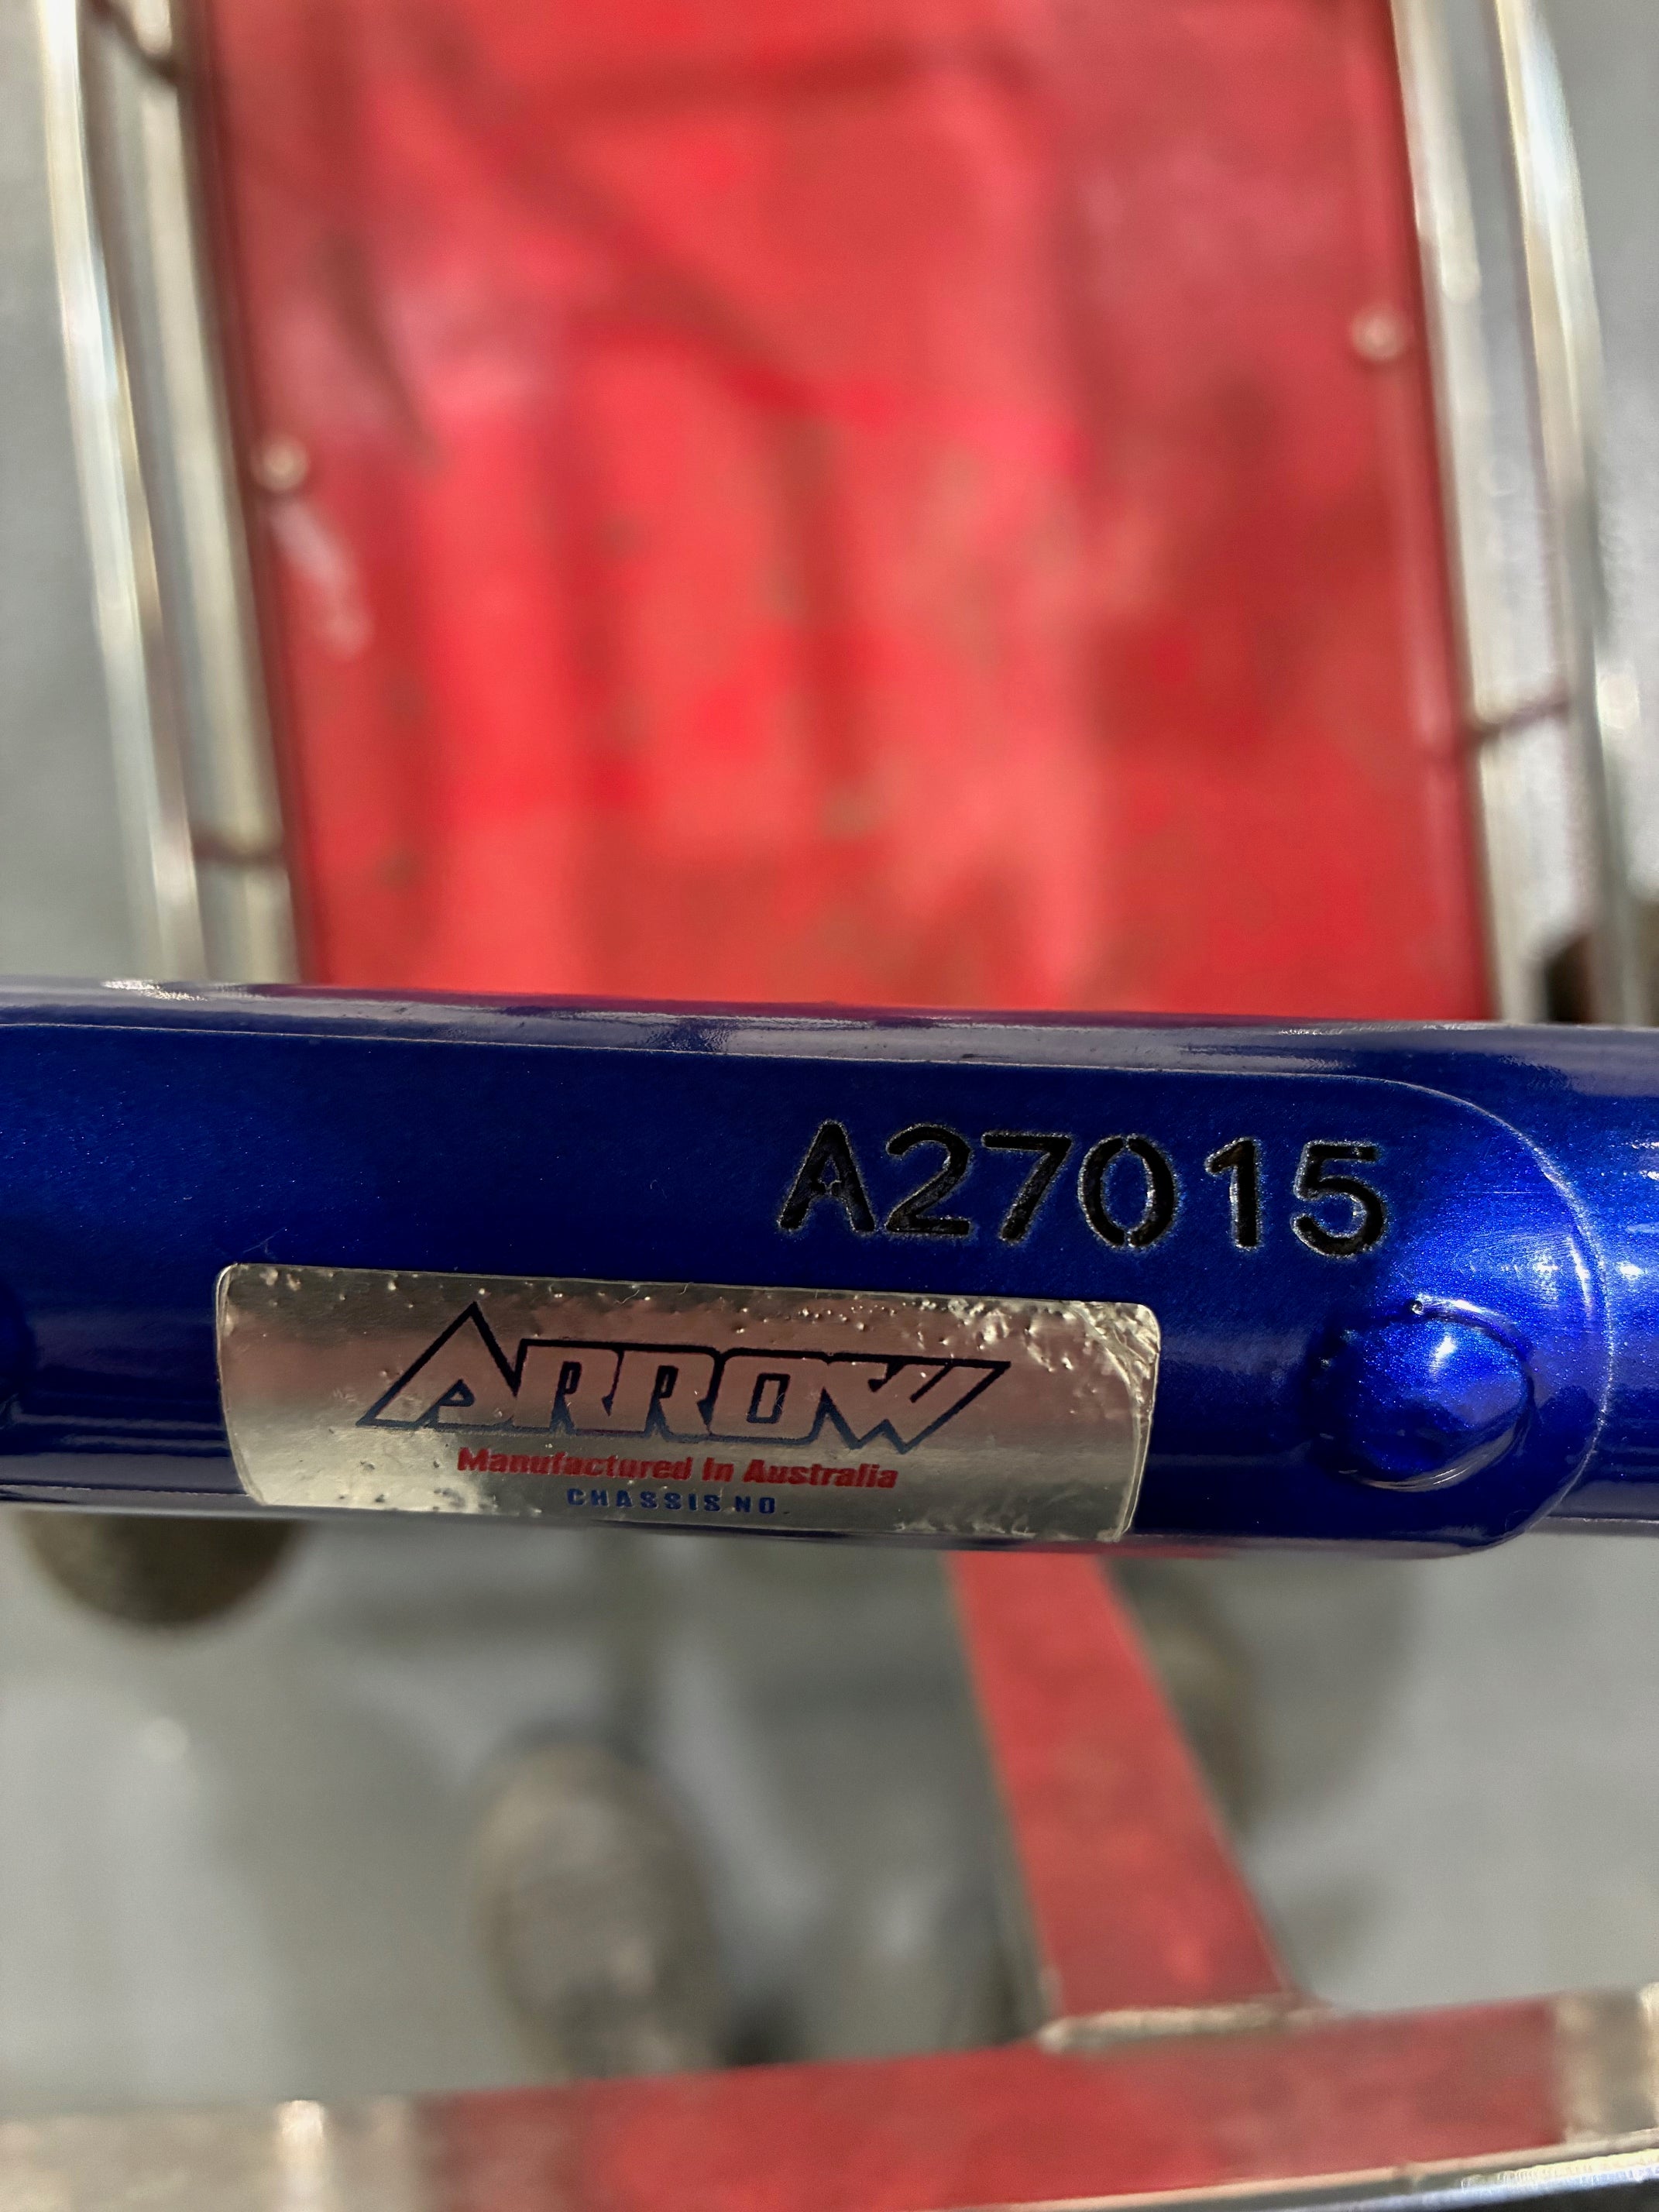 A27015
ARROW
Manufactured In Australia
CHASSIS NO.